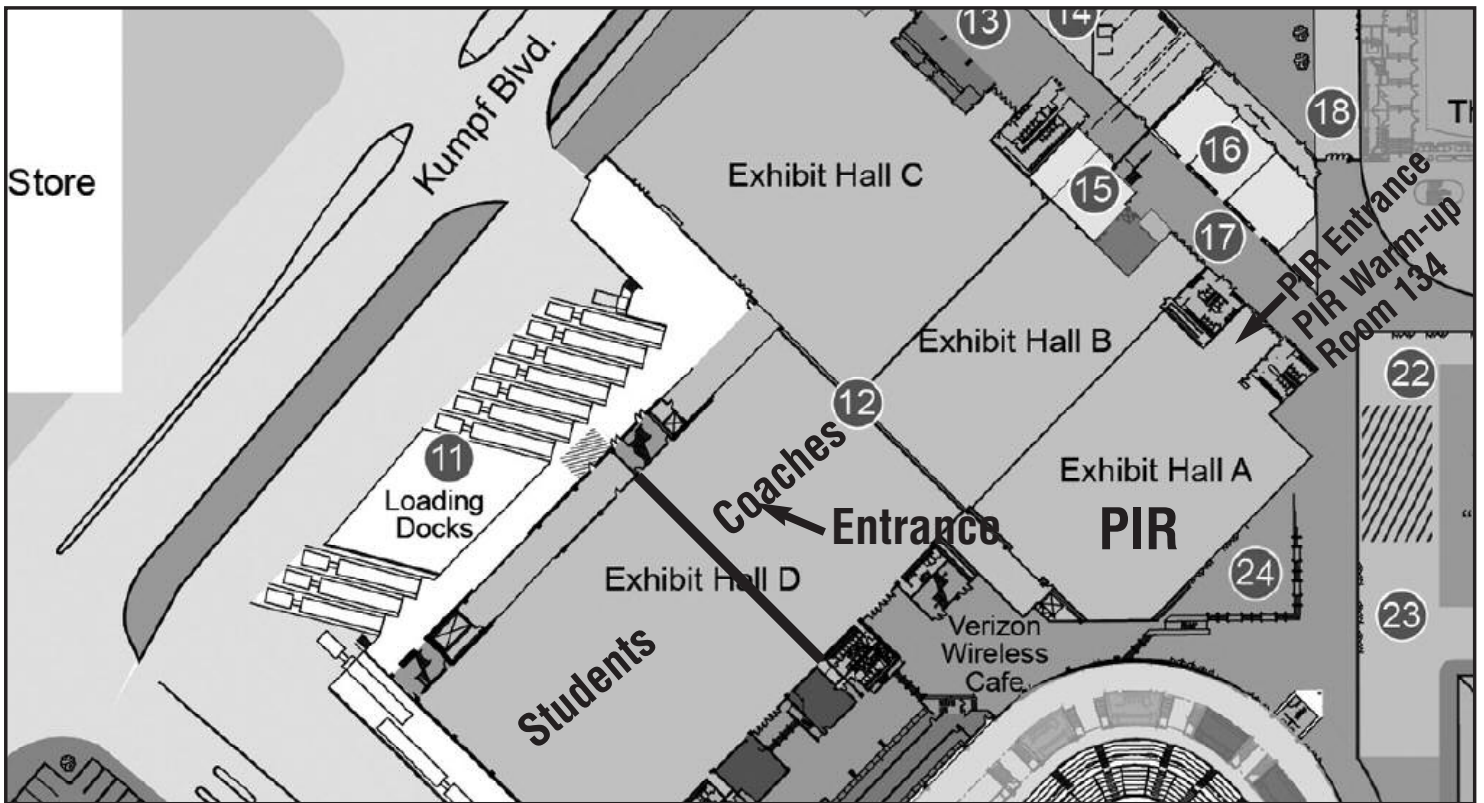 13
14
Kumpf Blvd.
18
Th
Store
Exhibit Hall C
16
15
17
PIR Entrance
PIR Warm-up
Room 134
Exhibit Hall B
22
12
11
Loading
Docks
Coaches
Entrance
Exhibit Hall A
PIR
Exhibit Hall D
24
23
Verizon
Wireless
Cafe
Students